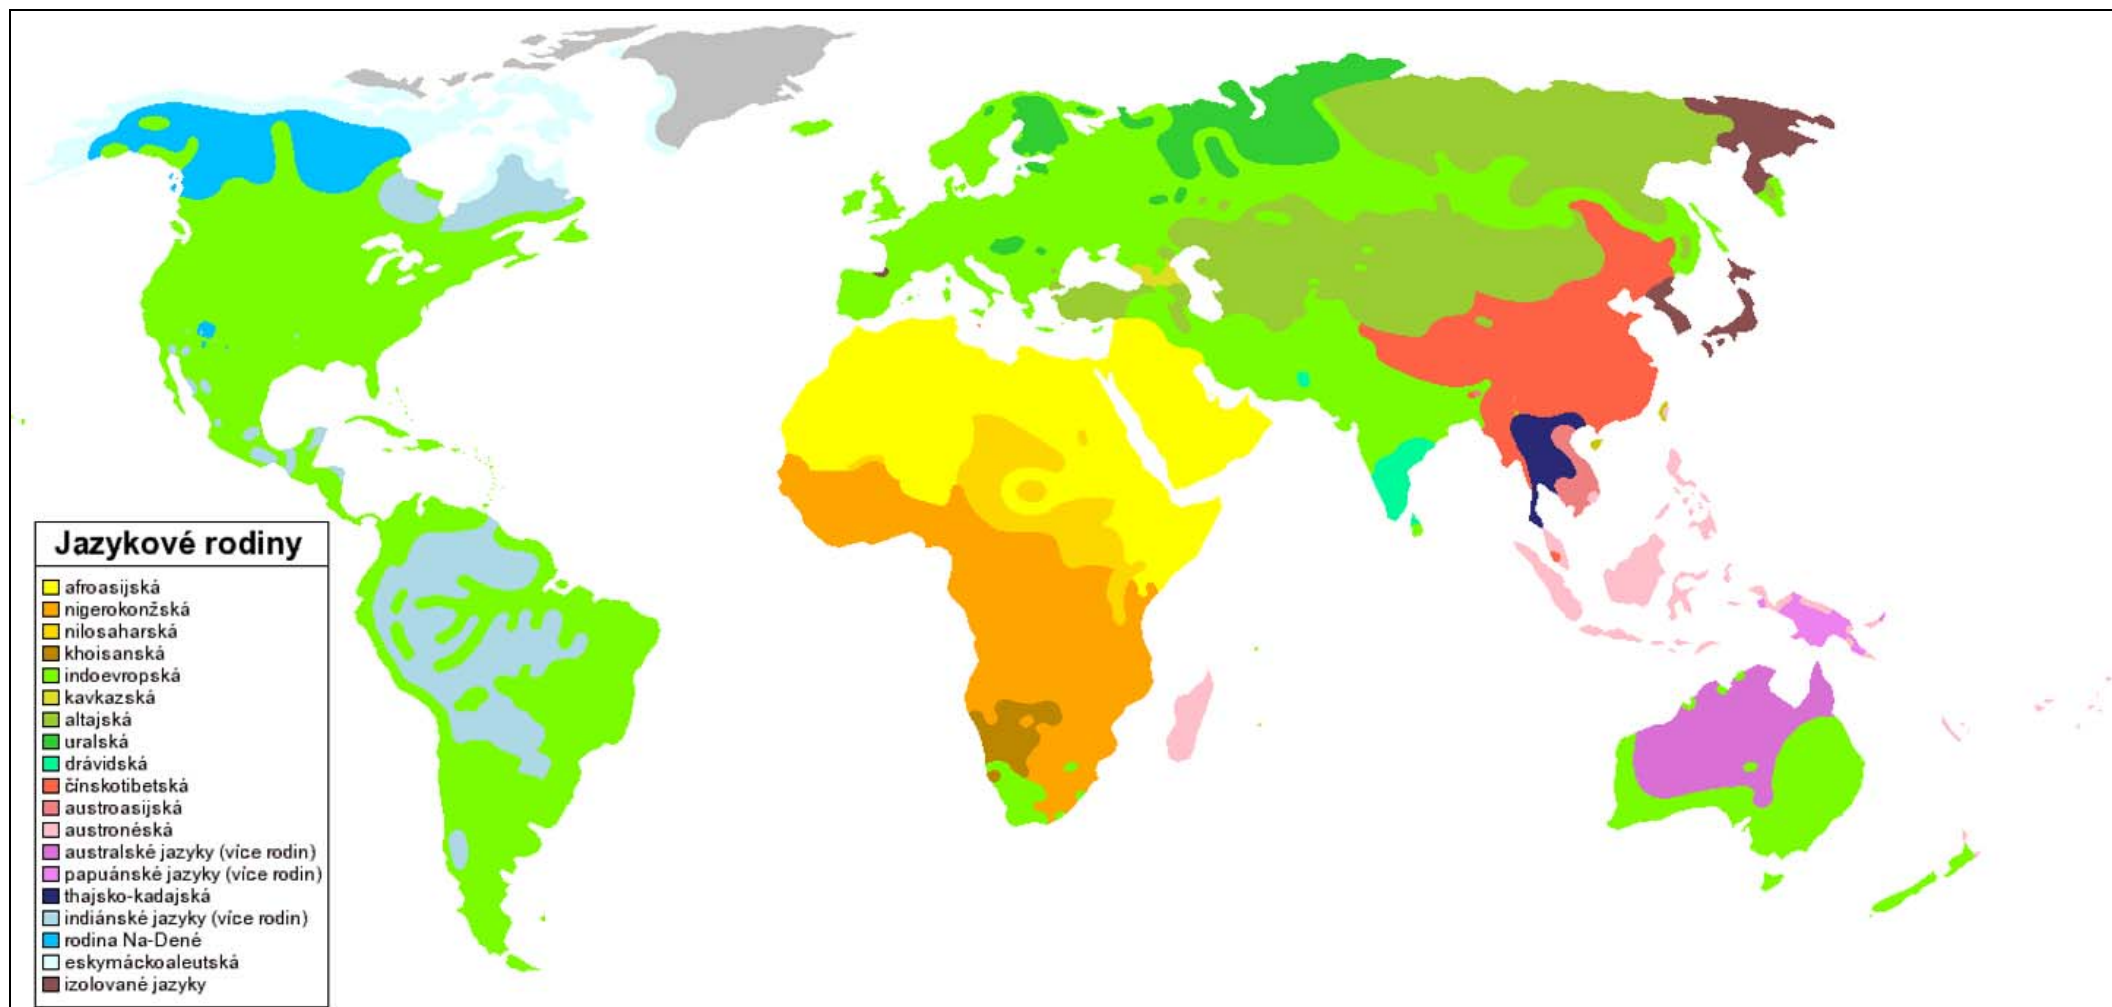 Jazykové rodiny
afroasijská
nigerokonžská
nilosaharská
khoisanská
indoevropská
kavkazská
altajská
uralská
drávidská
čínskotibetská
austroasijská
austronéská
australské jazyky (více rodin)
papuánské jazyky (více rodin)
thajsko-kadajská
indiánské jazyky (více rodin)
rodina Na-Dené
eskymáckoaleutská
izolované jazyky